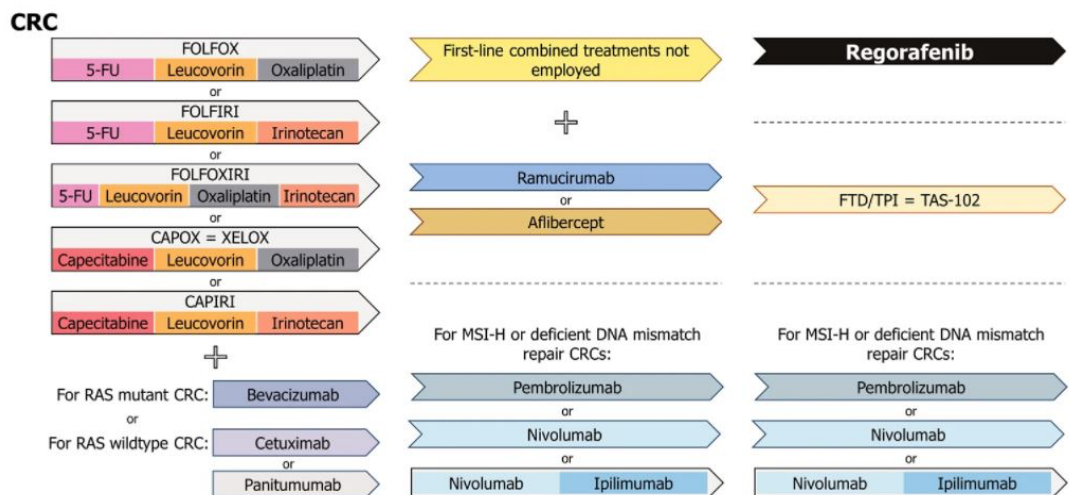 CRC
FOLFOX
5-FU Leucovorin Oxaliplatin
or
FOLFIRI
5-FU Leucovorin Irinotecan
or
FOLFOXIRI
5-FU Leucovorin Oxaliplatin Irinotecan
or
CAPOX = XELOX
Capecitabine Leucovorin Oxaliplatin
or
CAPIRI
Capecitabine Leucovorin Irinotecan
+
For RAS mutant CRC: Bevacizumab
or
For RAS wildtype CRC: Cetuximab
or
Panitumumab
First-line combined treatments not
employed
+
Ramucirumab
or
Aflibercept
For MSI-H or deficient DNA mismatch
repair CRCs:
Pembrolizumab
or
Nivolumab
or
Nivolumab Ipilimumab
Regorafenib
FTD/TPI = TAS-102
For MSI-H or deficient DNA mismatch
repair CRCs:
Pembrolizumab
or
Nivolumab
or
Nivolumab Ipilimumab